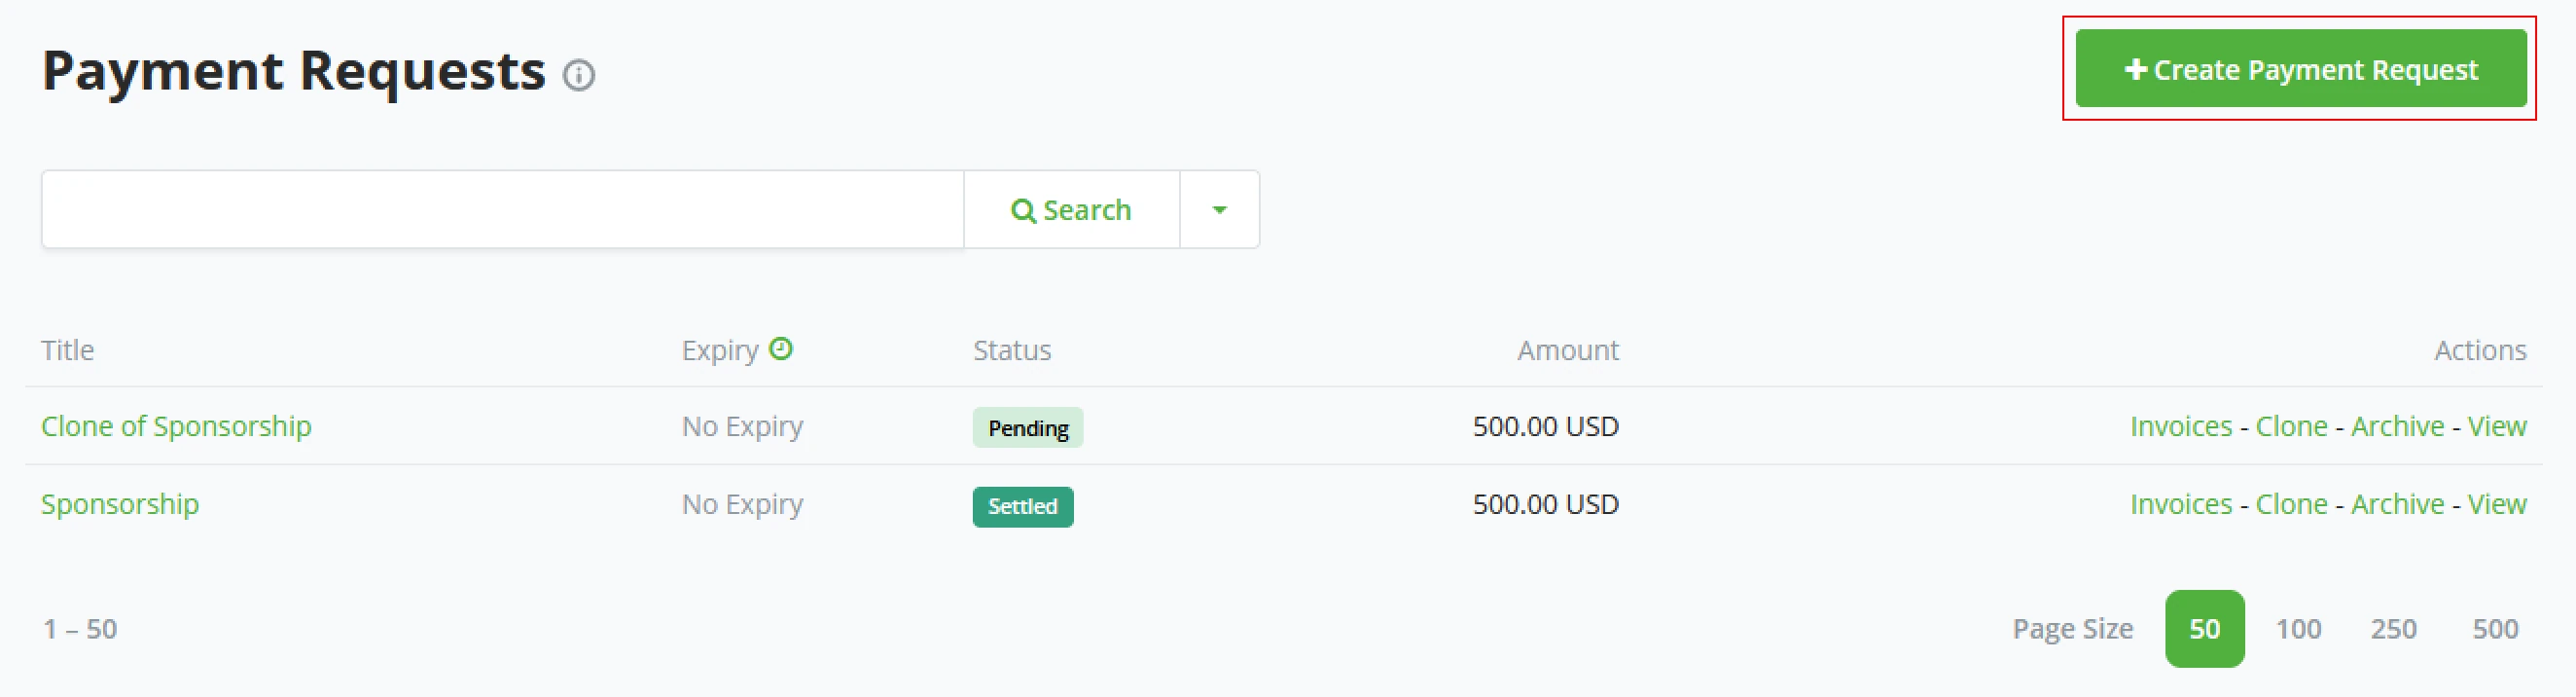 Payment Requests
Create Payment Request
Search
Title Expiry Status Amount Actions
Clone of Sponsorship No Expiry Pending 500.00 USD Invoices - Clone - Archive - View
Sponsorship No Expiry Settled 500.00 USD Invoices - Clone - Archive - View
1 – 50 Page Size 50 100 250 500